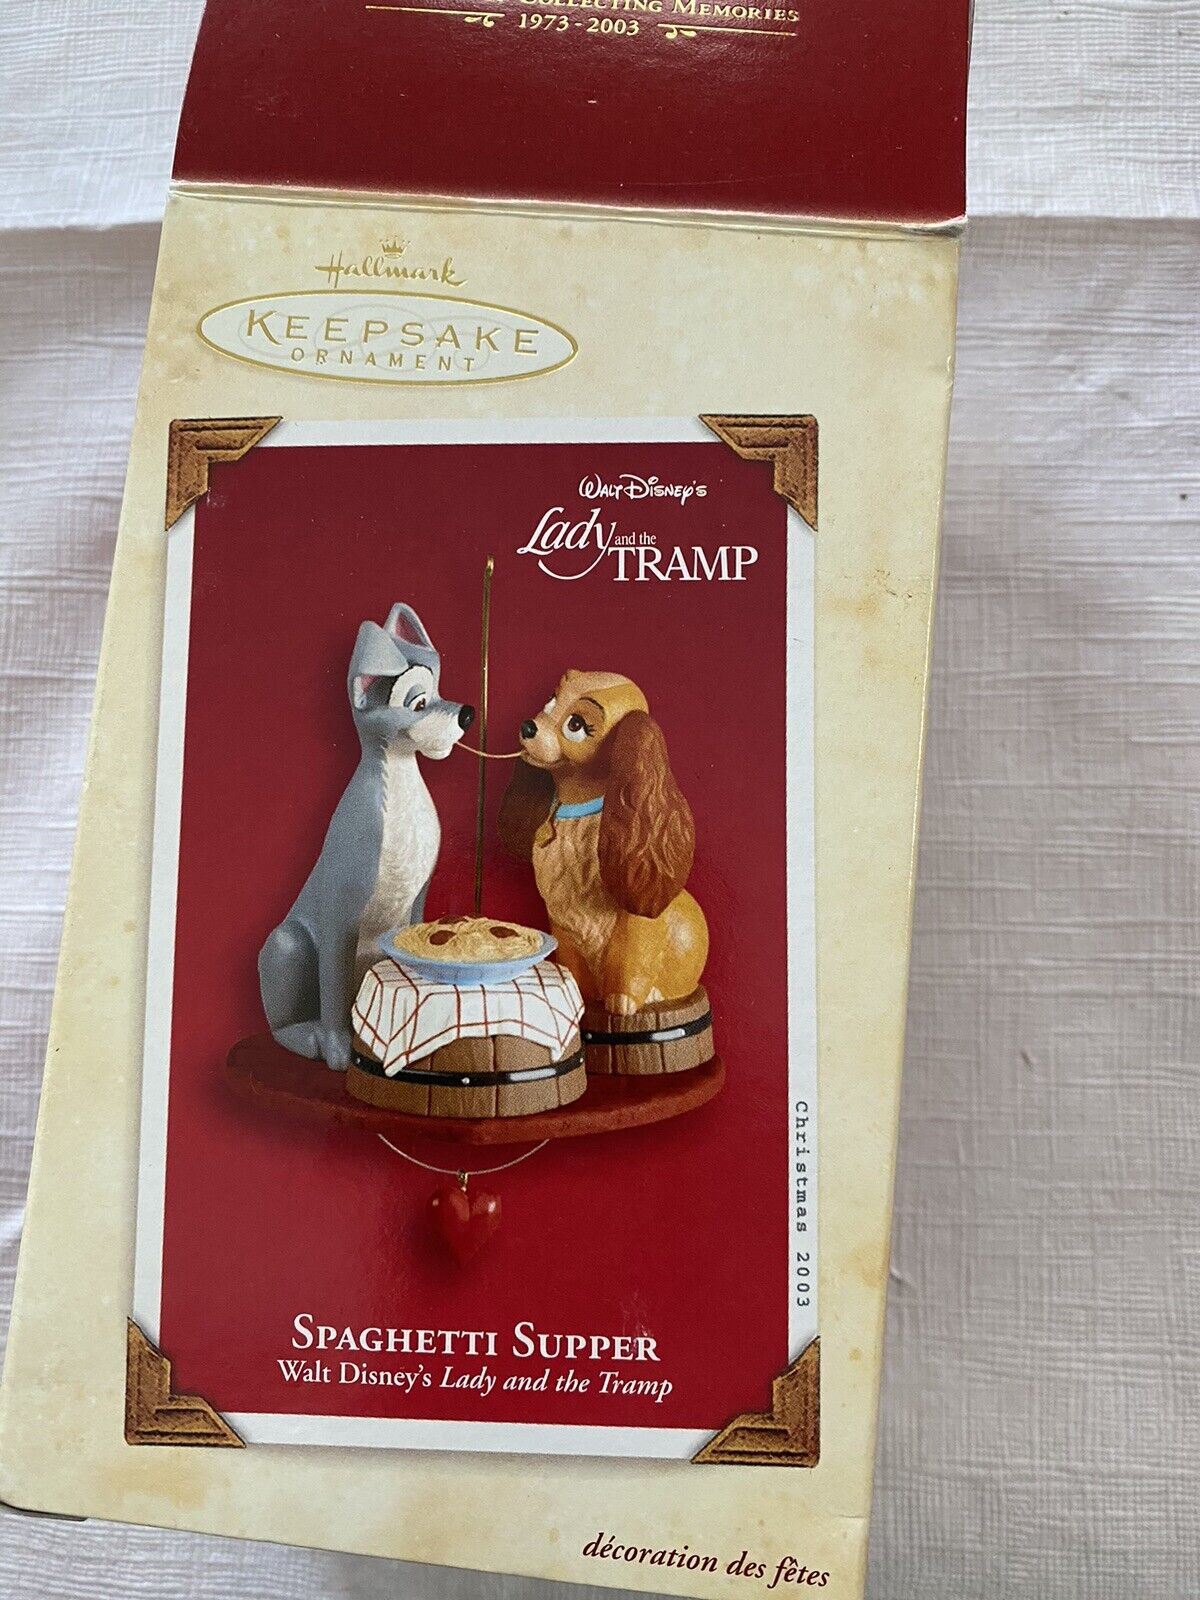 Collecting Memories
1973 - 2003
Hallmark
KEEPSAKE
ORNAMENT
Walt Disney's
Lady and the
TRAMP
Christmas 2003
Spaghetti Supper
Walt Disney's Lady and the Tramp
décoration des fêtes